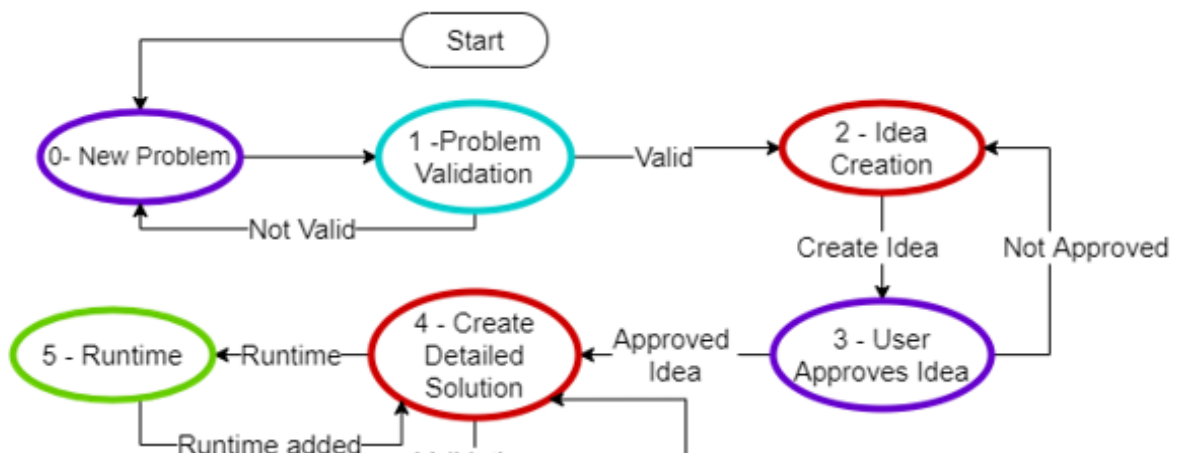 Start
0- New Problem
1 -Problem
Validation
Valid
2 - Idea
Creation
Not Valid
Create Idea
Not Approved
5 - Runtime
Runtime
4 - Create
Detailed
Solution
Approved
Idea
3 - User
Approves Idea
Runtime added